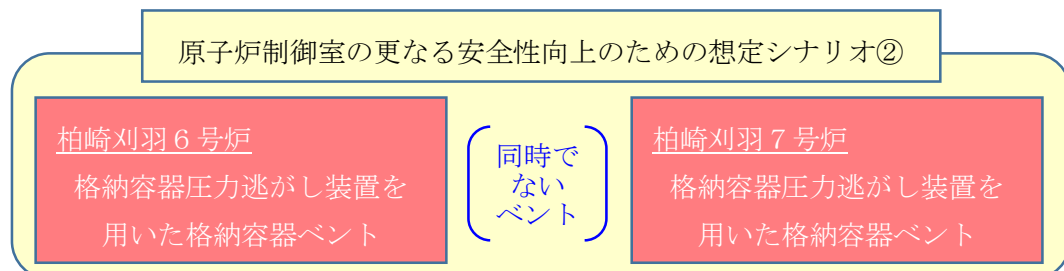 原子炉制御室の更なる安全性向上のための想定シナリオ②
柏崎刈羽６号炉
格納容器圧力逃がし装置を
用いた格納容器ベント
同時で
ない
ベント
柏崎刈羽７号炉
格納容器圧力逃がし装置を
用いた格納容器ベント